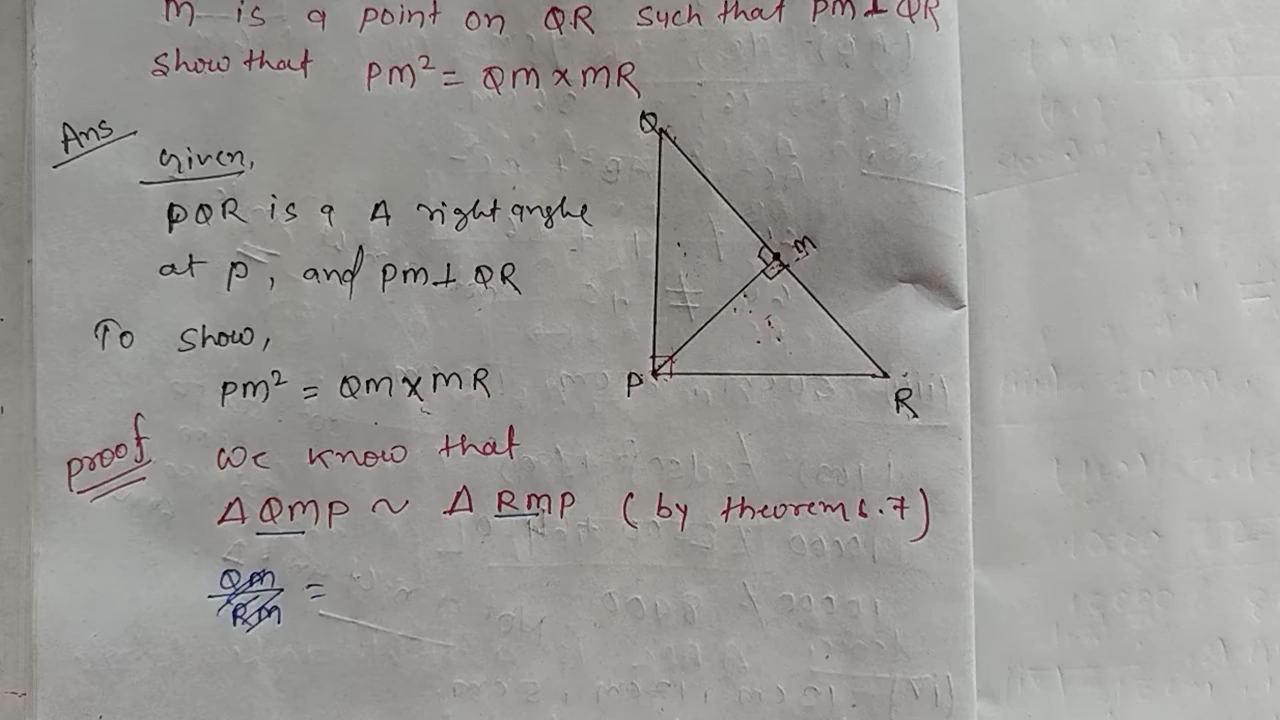 M is a point on QR such that PM ⊥ QR
show that PM² = QM × MR
Ans
Given,
PQR is a Δ right angle
at P, and PM ⊥ QR
To show,
PM² = QM × MR
Proof We know that
Δ QMP ~ Δ RMP (by theorem 6.7)
QM/RM =
Q
M
P
R